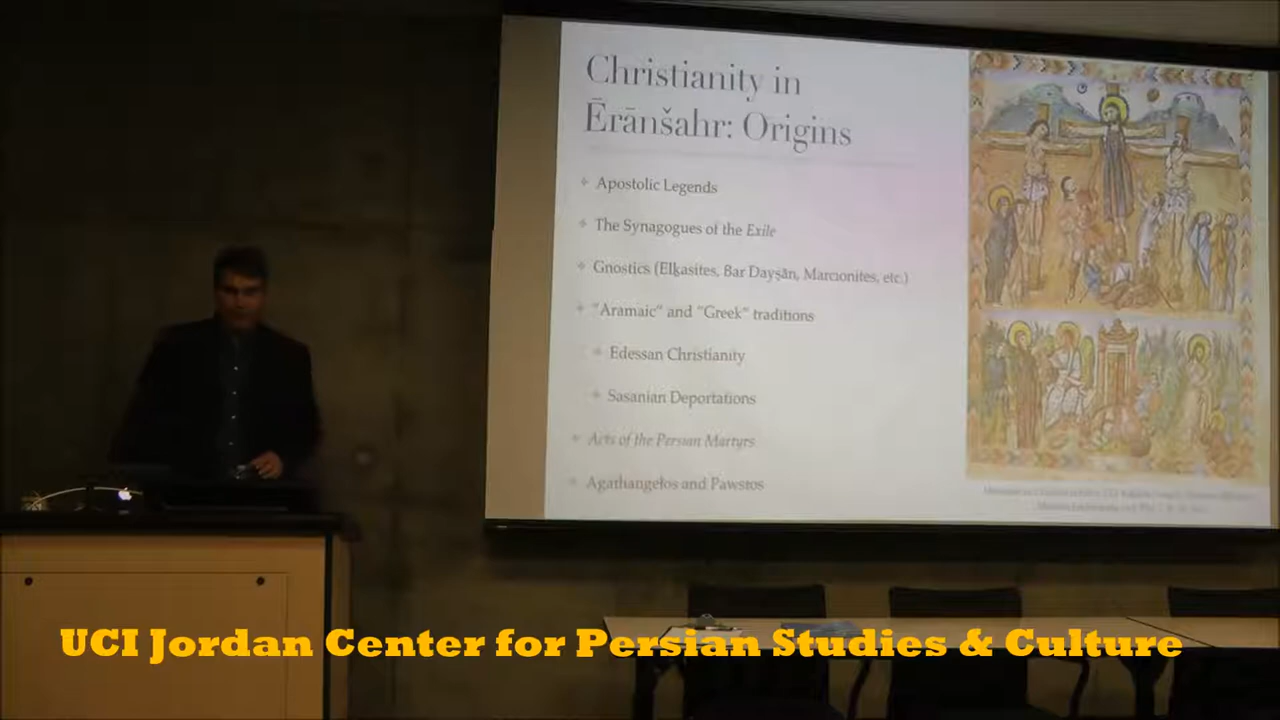 Christianity in
Ērānšahr: Origins
Apostolic Legends
The Synagogues of the Exile
Gnostics (Elḳasites, Bar Dayṣān, Marcionites, etc.)
"Aramaic" and "Greek" traditions
Edessan Christianity
Sasanian Deportations
Acts of the Persian Martyrs
Agathangełos and Pawstos
UCI Jordan Center for Persian Studies & Culture